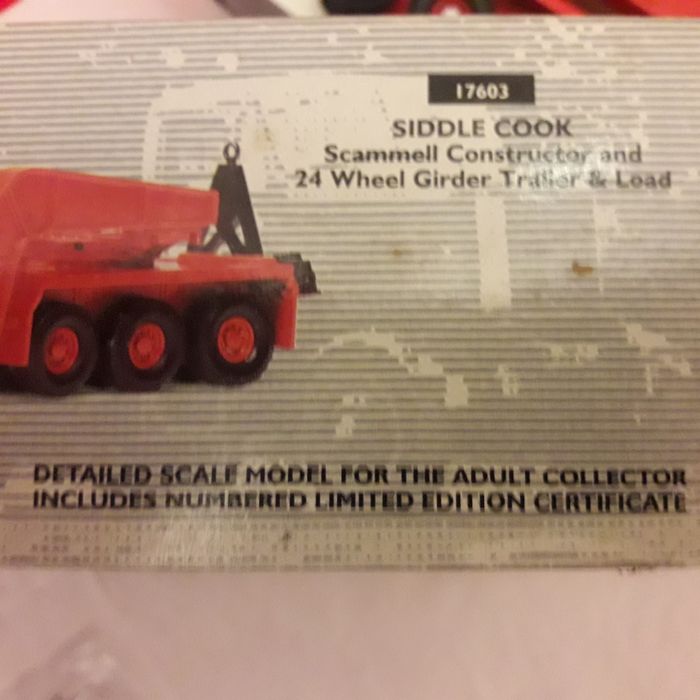 17603
SIDDLE COOK
Scammell Constructor and
24 Wheel Girder Trailer & Load
DETAILED SCALE MODEL FOR THE ADULT COLLECTOR
INCLUDES NUMBERED LIMITED EDITION CERTIFICATE